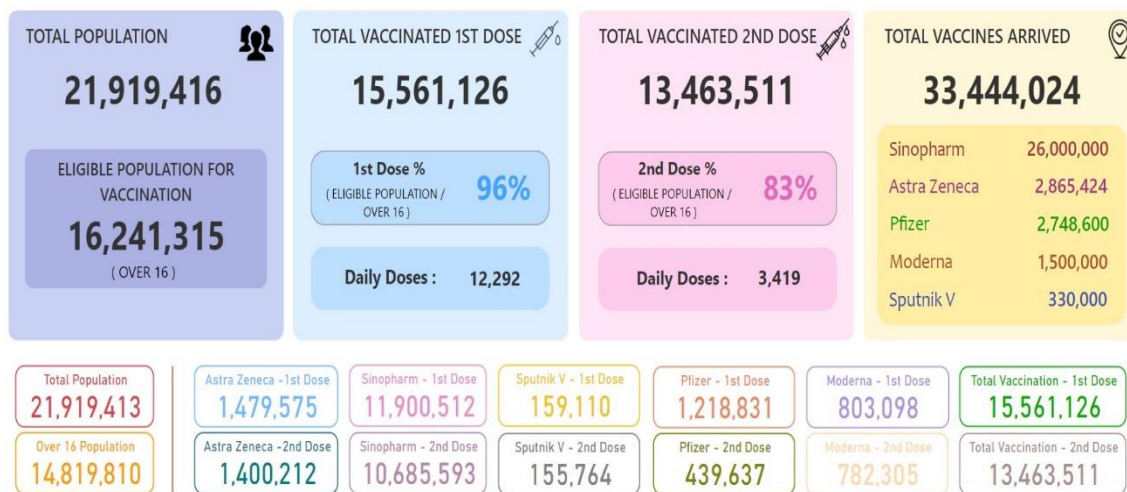 TOTAL POPULATION
21,919,416
ELIGIBLE POPULATION FOR
VACCINATION
16,241,315
( OVER 16 )
TOTAL VACCINATED 1ST DOSE
15,561,126
1st Dose %
( ELIGIBLE POPULATION /
OVER 16 )
96%
Daily Doses : 12,292
TOTAL VACCINATED 2ND DOSE
13,463,511
2nd Dose %
( ELIGIBLE POPULATION /
OVER 16 )
83%
Daily Doses : 3,419
TOTAL VACCINES ARRIVED
33,444,024
Sinopharm 26,000,000
Astra Zeneca 2,865,424
Pfizer 2,748,600
Moderna 1,500,000
Sputnik V 330,000
Total Population
21,919,413
Over 16 Population
14,819,810
Astra Zeneca -1st Dose
1,479,575
Astra Zeneca -2nd Dose
1,400,212
Sinopharm - 1st Dose
11,900,512
Sinopharm - 2nd Dose
10,685,593
Sputnik V - 1st Dose
159,110
Sputnik V - 2nd Dose
155,764
Pfizer - 1st Dose
1,218,831
Pfizer - 2nd Dose
439,637
Moderna - 1st Dose
803,098
Moderna - 2nd Dose
782,305
Total Vaccination - 1st Dose
15,561,126
Total Vaccination - 2nd Dose
13,463,511